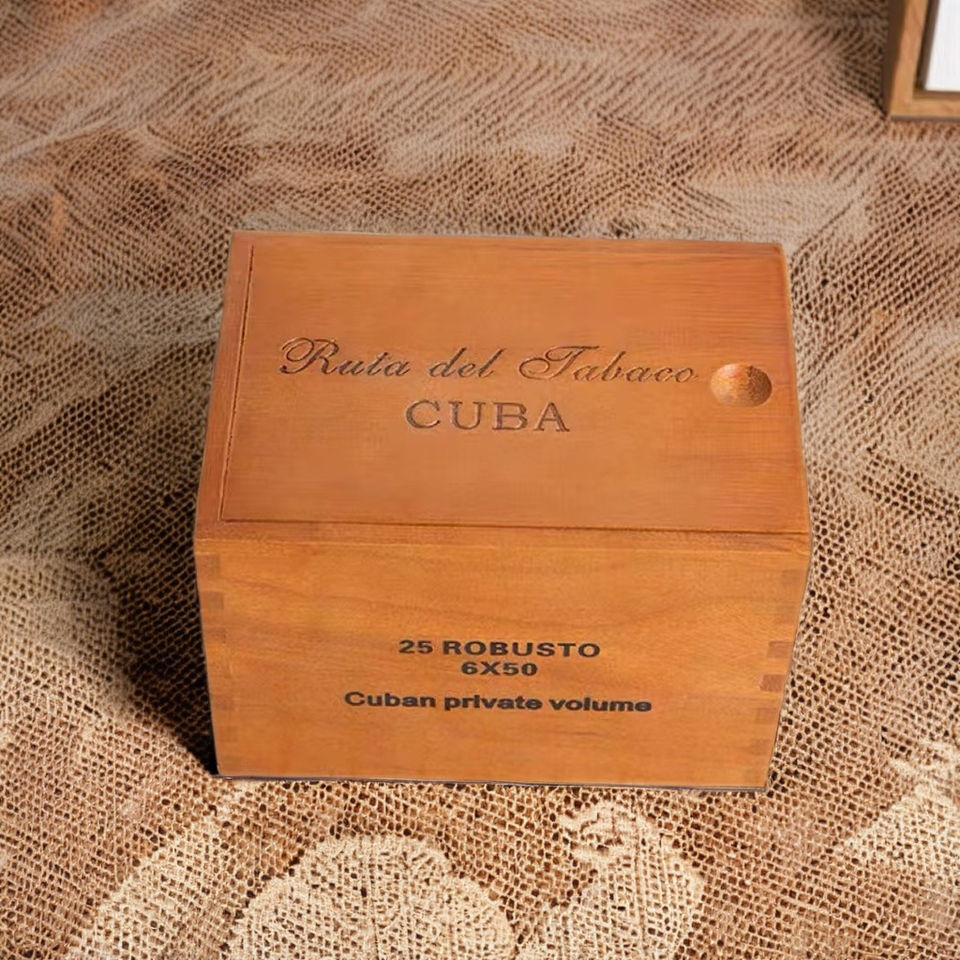 Ruta del Tabaco
CUBA
25 ROBUSTO
6X50
Cuban private volume